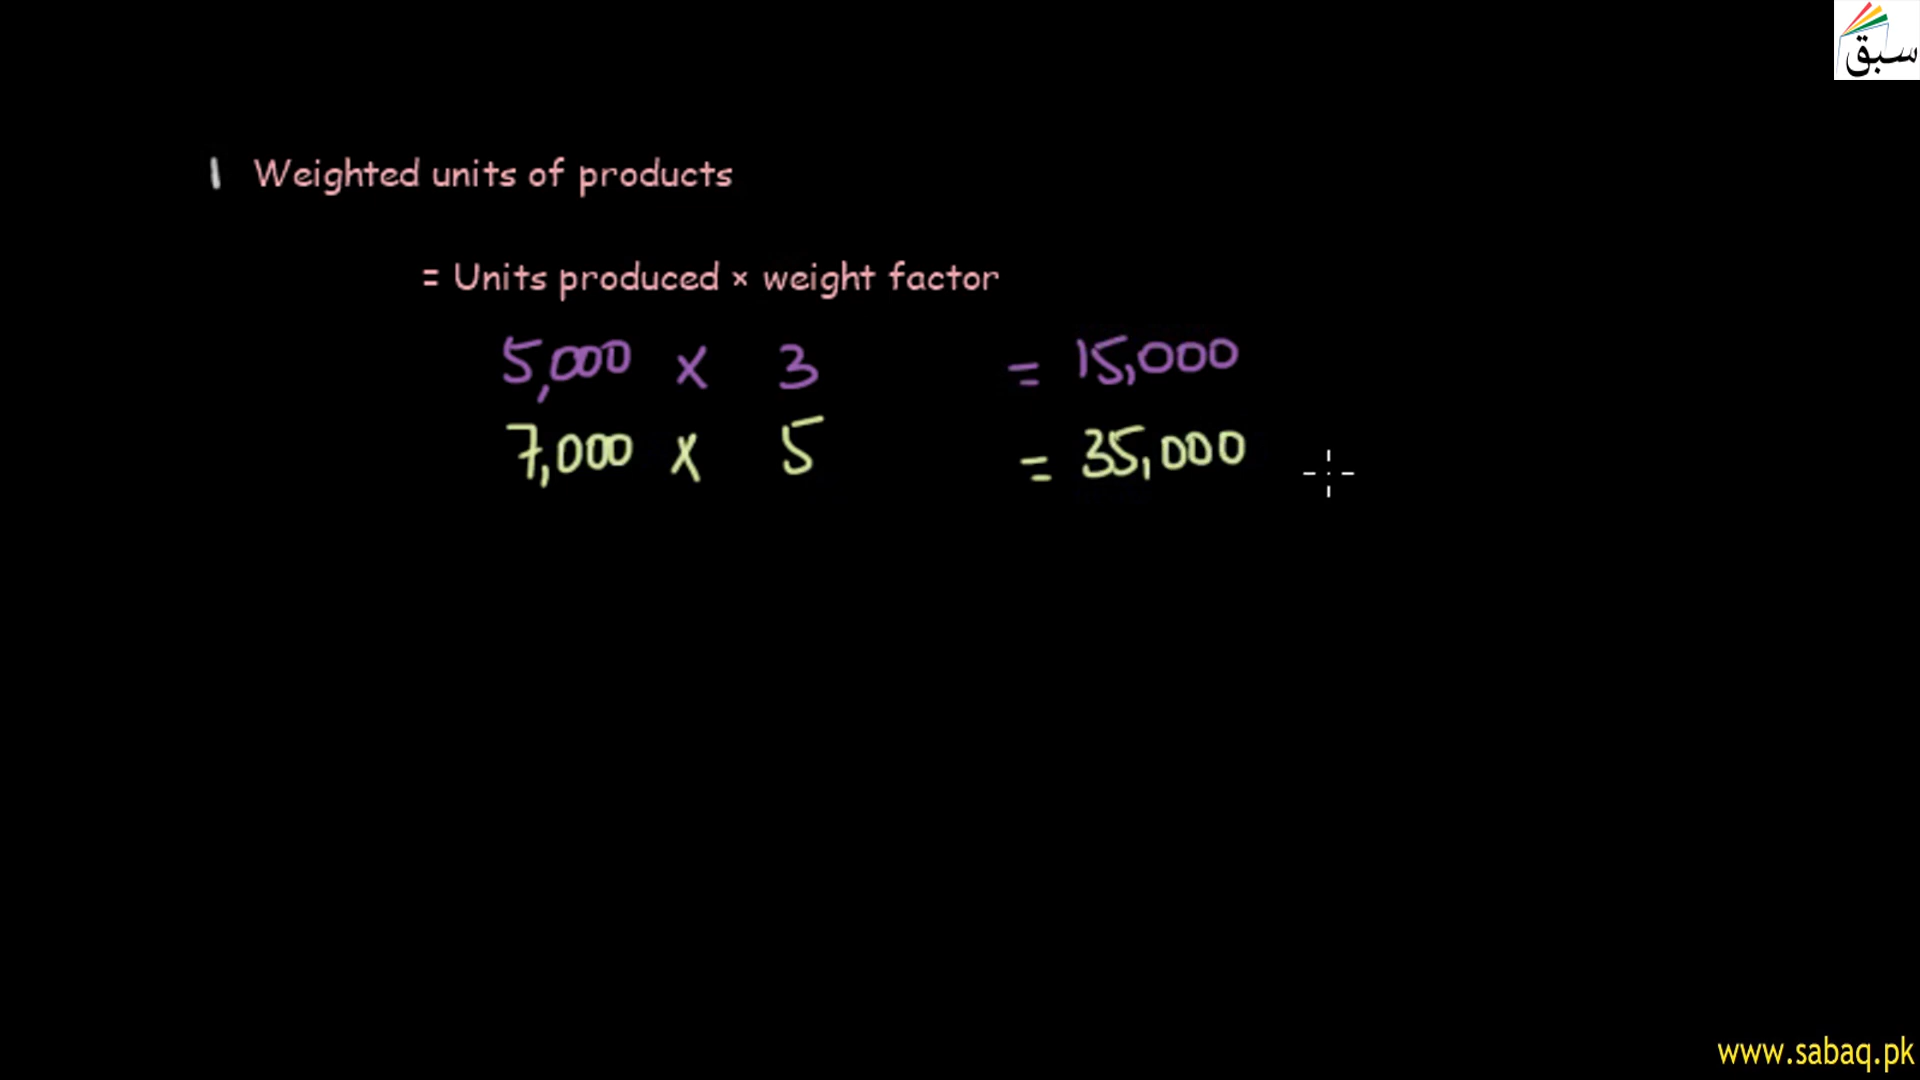 سبق
1 Weighted units of products
= Units produced × weight factor
5,000 x 3 = 15,000
7,000 x 5 = 35,000
www.sabaq.pk